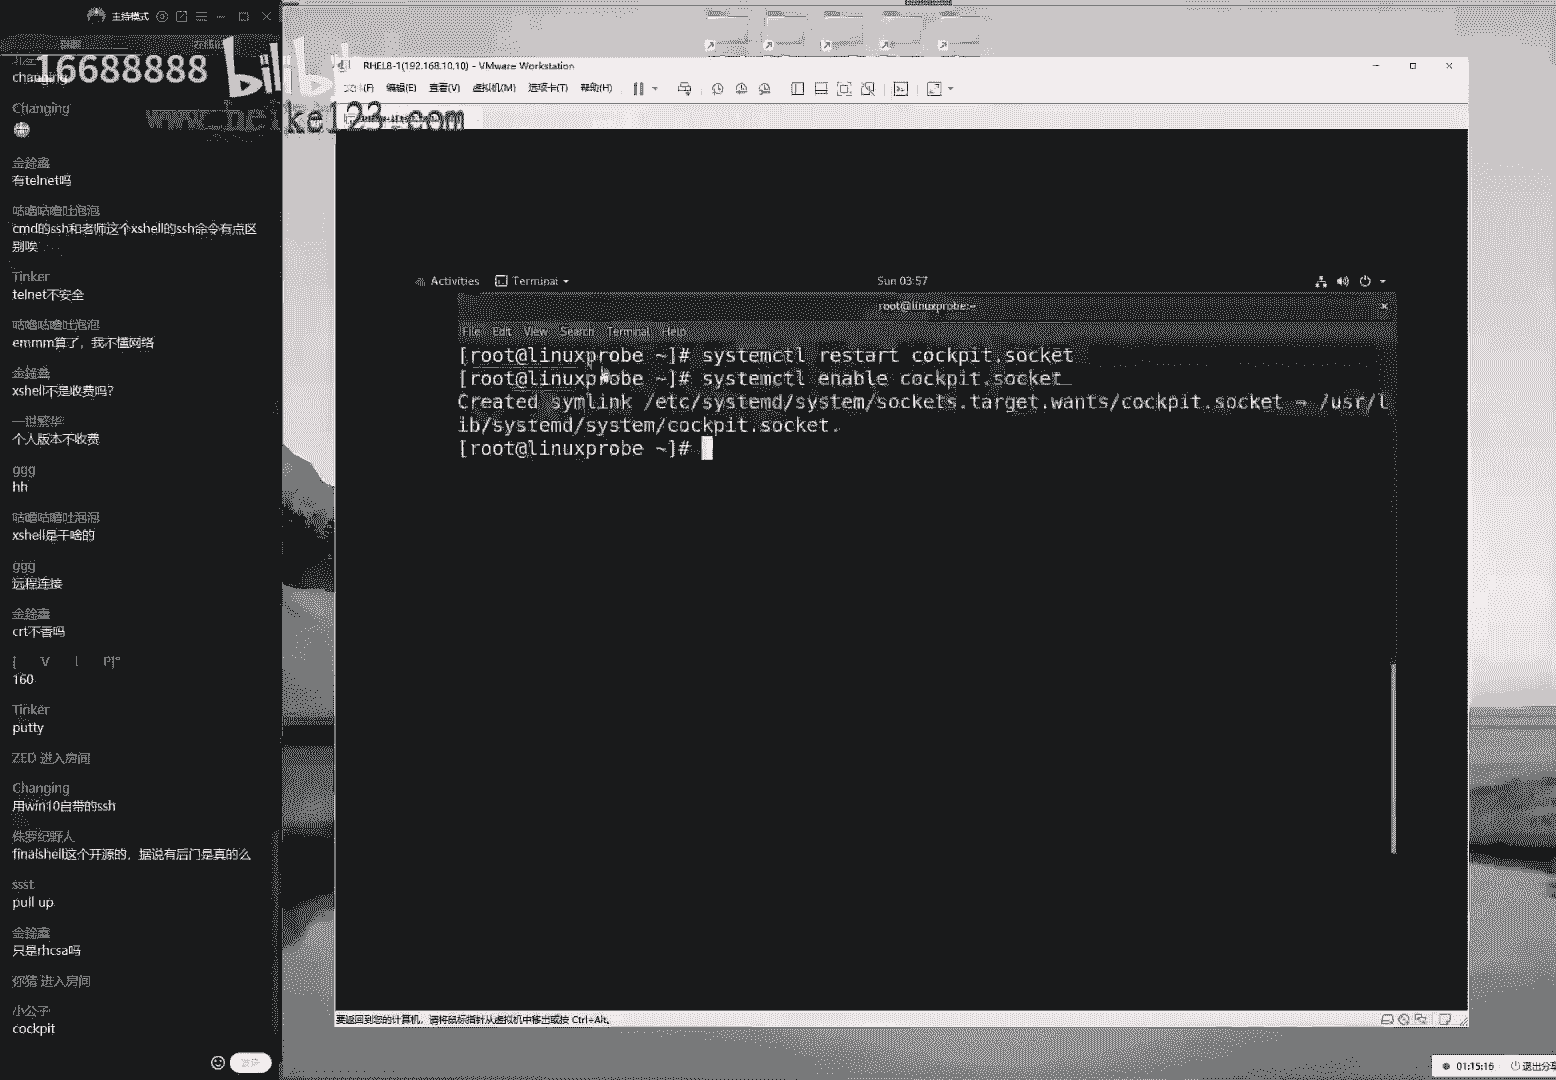 主持模式
16688888 bilibili
www.heike123.com
changing
Changing
金鑫鑫
有telnet吗
咕噜咕噜吐泡泡
cmd的ssh和老师这个xshell的ssh命令有点区
别唉
Tinker
telnet不安全
咕噜咕噜吐泡泡
emmm算了，我不懂网络
金鑫鑫
xshell不是收费吗?
一世繁华
个人版本不收费
ggg
hh
咕噜咕噜吐泡泡
xshell是干啥的
ggg
远程连接
金鑫鑫
crt不香吗
160
Tinker
putty
ZED 进入房间
Changing
用win10自带的ssh
侏罗纪野人
finalshell这个开源的，据说有后门是真的么
ssst
pull up
金鑫鑫
只是rhcsa吗
你猪 进入房间
小公子
cockpit
RHEL8-1(192.168.10.10) - VMware Workstation
编辑(E) 查看(V) 虚拟机(M) 选项卡(T) 帮助(H)
Activities Terminal Sun 03:57
root@linuxprobe:~
File Edit View Search Terminal Help
[root@linuxprobe ~]# systemctl restart cockpit.socket
[root@linuxprobe ~]# systemctl enable cockpit.socket
Created symlink /etc/systemd/system/sockets.target.wants/cockpit.socket → /usr/l
ib/systemd/system/cockpit.socket.
[root@linuxprobe ~]#
要返回到您的计算机，请将鼠标指针从虚拟机中移出或按 Ctrl+Alt。
01:15:16 退出分享